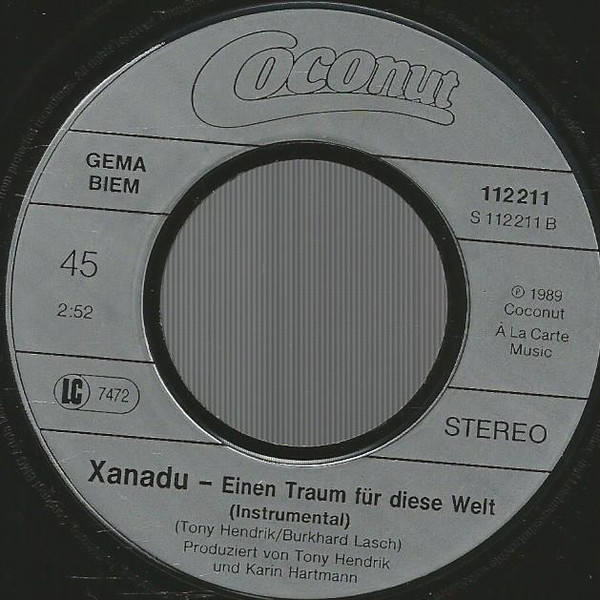 Coconut
GEMA
BIEM
112211
S 112211 B
45
2:52
℗ 1989
Coconut
À La Carte
Music
LC 7472
STEREO
Xanadu – Einen Traum für diese Welt
(Instrumental)
(Tony Hendrik/Burkhard Lasch)
Produziert von Tony Hendrik
und Karin Hartmann